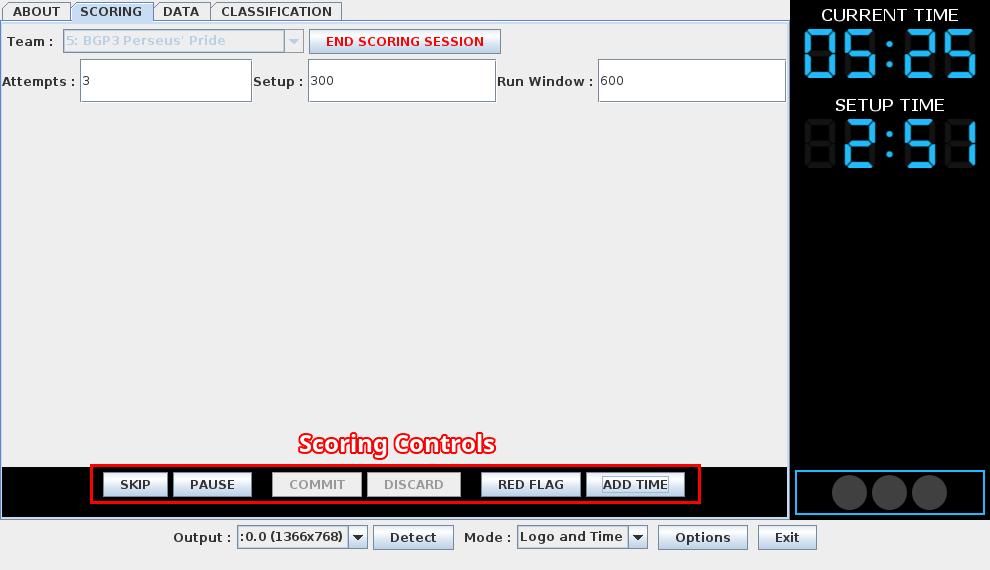 ABOUT SCORING DATA CLASSIFICATION
Team : 5: BGP3 Perseus' Pride END SCORING SESSION
Attempts : 3 Setup : 300 Run Window : 600
CURRENT TIME
05:25
SETUP TIME
2:51
Scoring Controls
SKIP PAUSE COMMIT DISCARD RED FLAG ADD TIME
Output : :0.0 (1366x768) Detect Mode : Logo and Time Options Exit